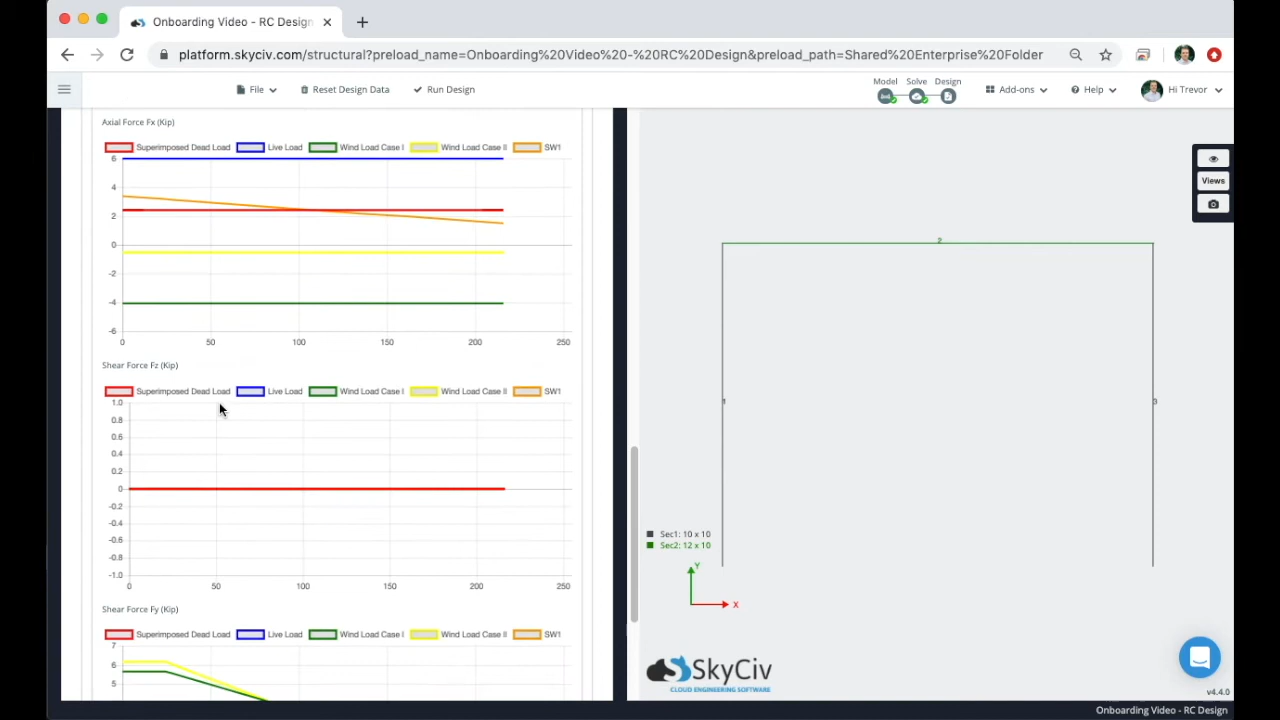 Onboarding Video - RC Design
platform.skyciv.com/structural?preload_name=Onboarding%20Video%20-%20RC%20Design&preload_path=Shared%20Enterprise%20Folder
File
Reset Design Data
Run Design
Model
Solve
Design
Add-ons
Help
Hi Trevor
Axial Force Fx (Kip)
Superimposed Dead Load
Live Load
Wind Load Case I
Wind Load Case II
SW1
6
4
2
0
-2
-4
-6
0
50
100
150
200
250
Shear Force Fz (Kip)
Superimposed Dead Load
Live Load
Wind Load Case I
Wind Load Case II
SW1
1.0
0.8
0.6
0.4
0.2
0
-0.2
-0.4
-0.6
-0.8
-1.0
0
50
100
150
200
250
Shear Force Fy (Kip)
Superimposed Dead Load
Live Load
Wind Load Case I
Wind Load Case II
SW1
7
6
5
Views
2
1
3
Sec1: 10 x 10
Sec2: 12 x 10
Y
X
SkyCiv
CLOUD ENGINEERING SOFTWARE
v4.4.0
Onboarding Video - RC Design